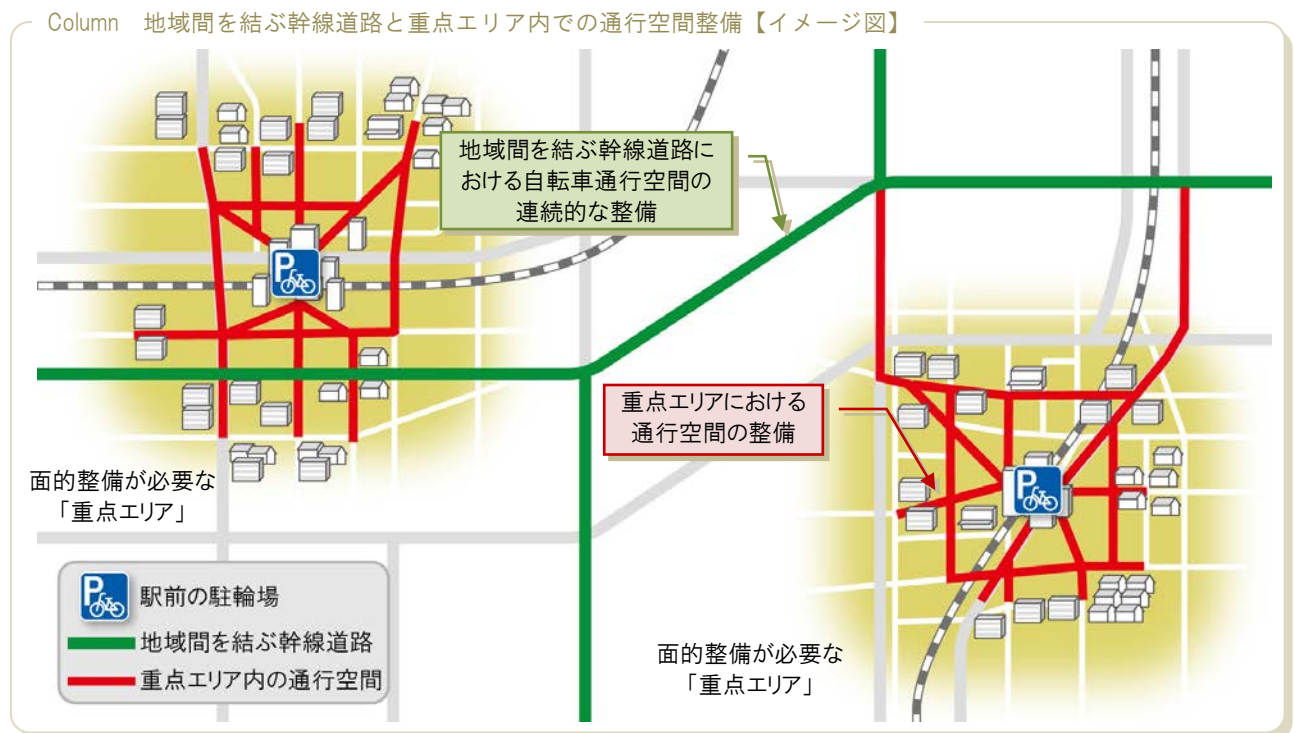 Column 地域間を結ぶ幹線道路と重点エリア内での通行空間整備【イメージ図】
地域間を結ぶ幹線道路に
おける自転車通行空間の
連続的な整備
P
重点エリアにおける
通行空間の整備
P
面的整備が必要な
「重点エリア」
P
駅前の駐輪場
地域間を結ぶ幹線道路
重点エリア内の通行空間
面的整備が必要な
「重点エリア」